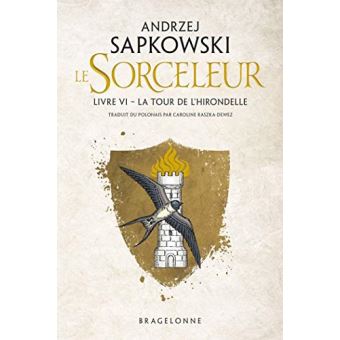 ANDRZEJ
SAPKOWSKI
LE SORCELEUR
LIVRE VI – LA TOUR DE L'HIRONDELLE
TRADUIT DU POLONAIS PAR CAROLINE RASZKA-DEWEZ
BRAGELONNE